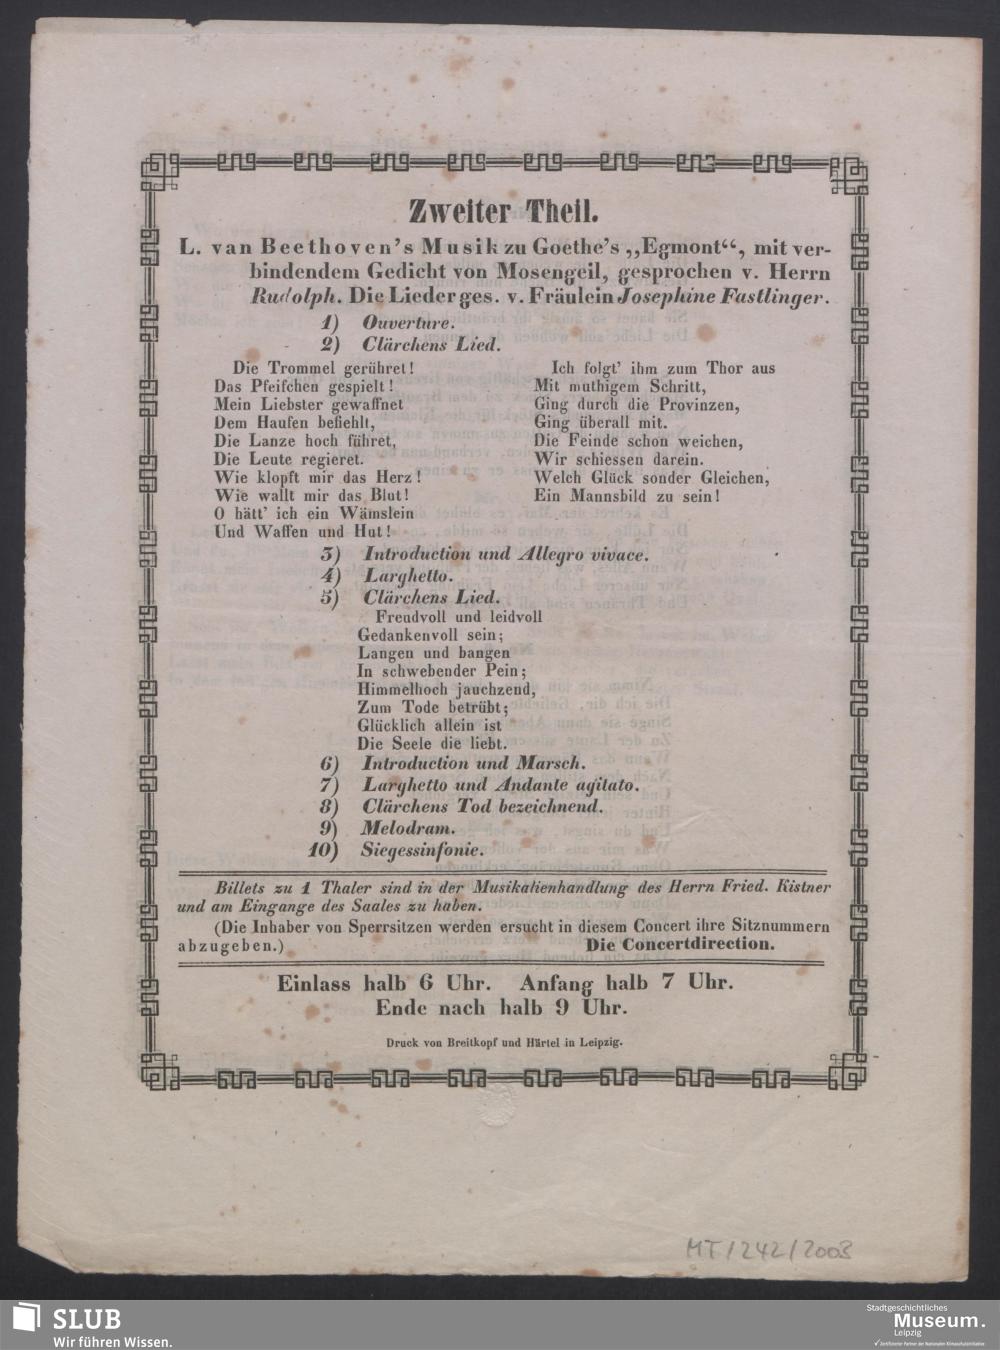 Zweiter Theil.
L. van Beethoven's Musik zu Goethe's „Egmont“, mit ver-
bindendem Gedicht von Mosengeil, gesprochen v. Herrn
Rudolph. Die Lieder ges. v. Fräulein Josephine Fastlinger.
1) Ouverture.
2) Clärchens Lied.
Die Trommel gerühret!
Das Pfeifchen gespielt!
Mein Liebster gewaffnet
Dem Haufen befiehlt,
Die Lanze hoch führet,
Die Leute regieret.
Wie klopft mir das Herz!
Wie wallt mir das Blut!
O hätt' ich ein Wämslein
Und Waffen und Hut!
Ich folgt' ihm zum Thor aus
Mit muthigem Schritt,
Ging durch die Provinzen,
Ging überall mit.
Die Feinde schon weichen,
Wir schiessen darein.
Welch Glück sonder Gleichen,
Ein Mannsbild zu sein!
3) Introduction und Allegro vivace.
4) Larghetto.
5) Clärchens Lied.
Freudvoll und leidvoll
Gedankenvoll sein;
Langen und bangen
In schwebender Pein;
Himmelhoch jauchzend,
Zum Tode betrübt;
Glücklich allein ist
Die Seele die liebt.
6) Introduction und Marsch.
7) Larghetto und Andante agitato.
8) Clärchens Tod bezeichnend.
9) Melodram.
10) Siegessinfonie.
Billets zu 1 Thaler sind in der Musikalienhandlung des Herrn Fried. Kistner
und am Eingange des Saales zu haben.
(Die Inhaber von Sperrsitzen werden ersucht in diesem Concert ihre Sitznummern
abzugeben.) Die Concertdirection.
Einlass halb 6 Uhr. Anfang halb 7 Uhr.
Ende nach halb 9 Uhr.
Druck von Breitkopf und Härtel in Leipzig.
MT/242/2003
SLUB
Wir führen Wissen.
Stadtgeschichtliches
Museum.
Leipzig
Zertifizierter Partner der Nationalen Klimaschutzinitiative